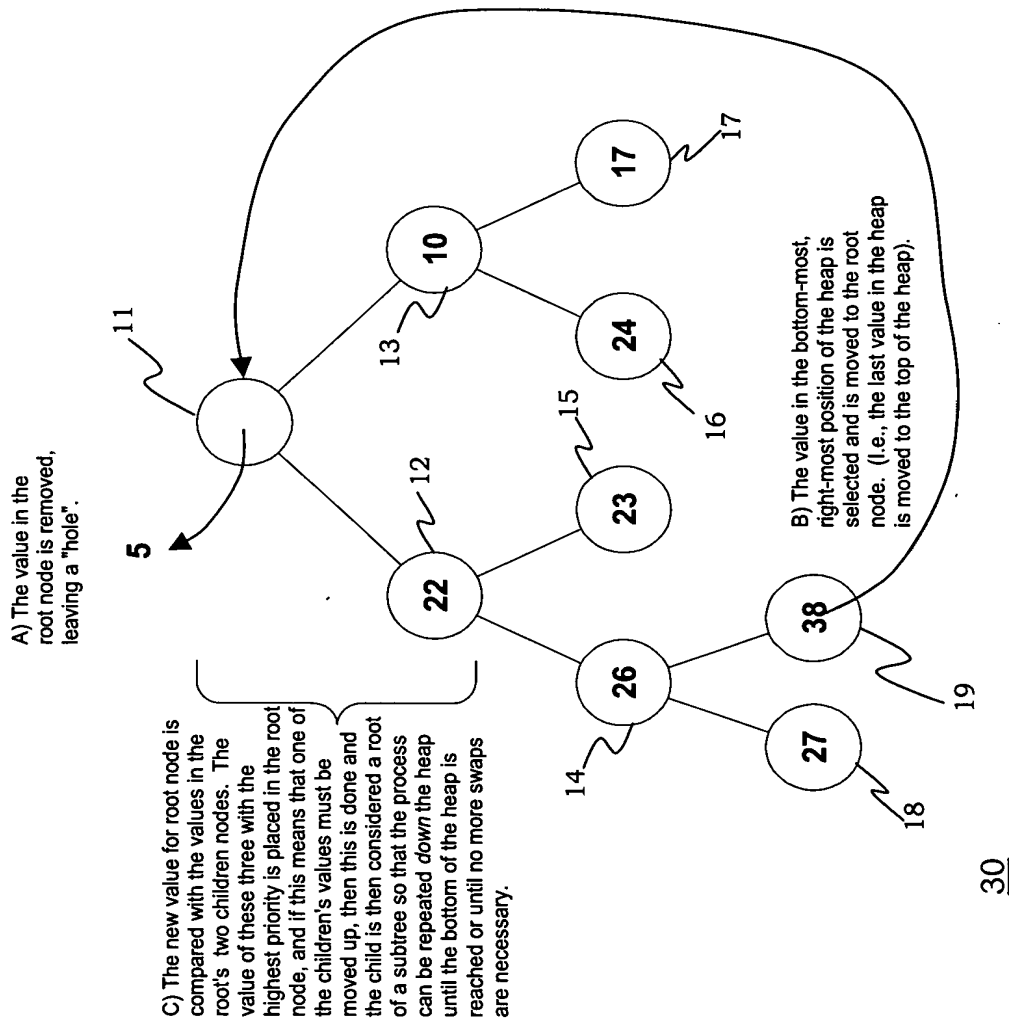 A) The value in the
root node is removed,
leaving a "hole".
5
11
C) The new value for root node is
compared with the values in the
root's two children nodes. The
value of these three with the
highest priority is placed in the root
node, and if this means that one of
the children's values must be
moved up, then this is done and
the child is then considered a root
of a subtree so that the process
can be repeated down the heap
until the bottom of the heap is
reached or until no more swaps
are necessary.
22
12
10
13
26
14
23
15
24
16
17
17
27
18
38
19
B) The value in the bottom-most,
right-most position of the heap is
selected and is moved to the root
node. (I.e., the last value in the heap
is moved to the top of the heap).
30